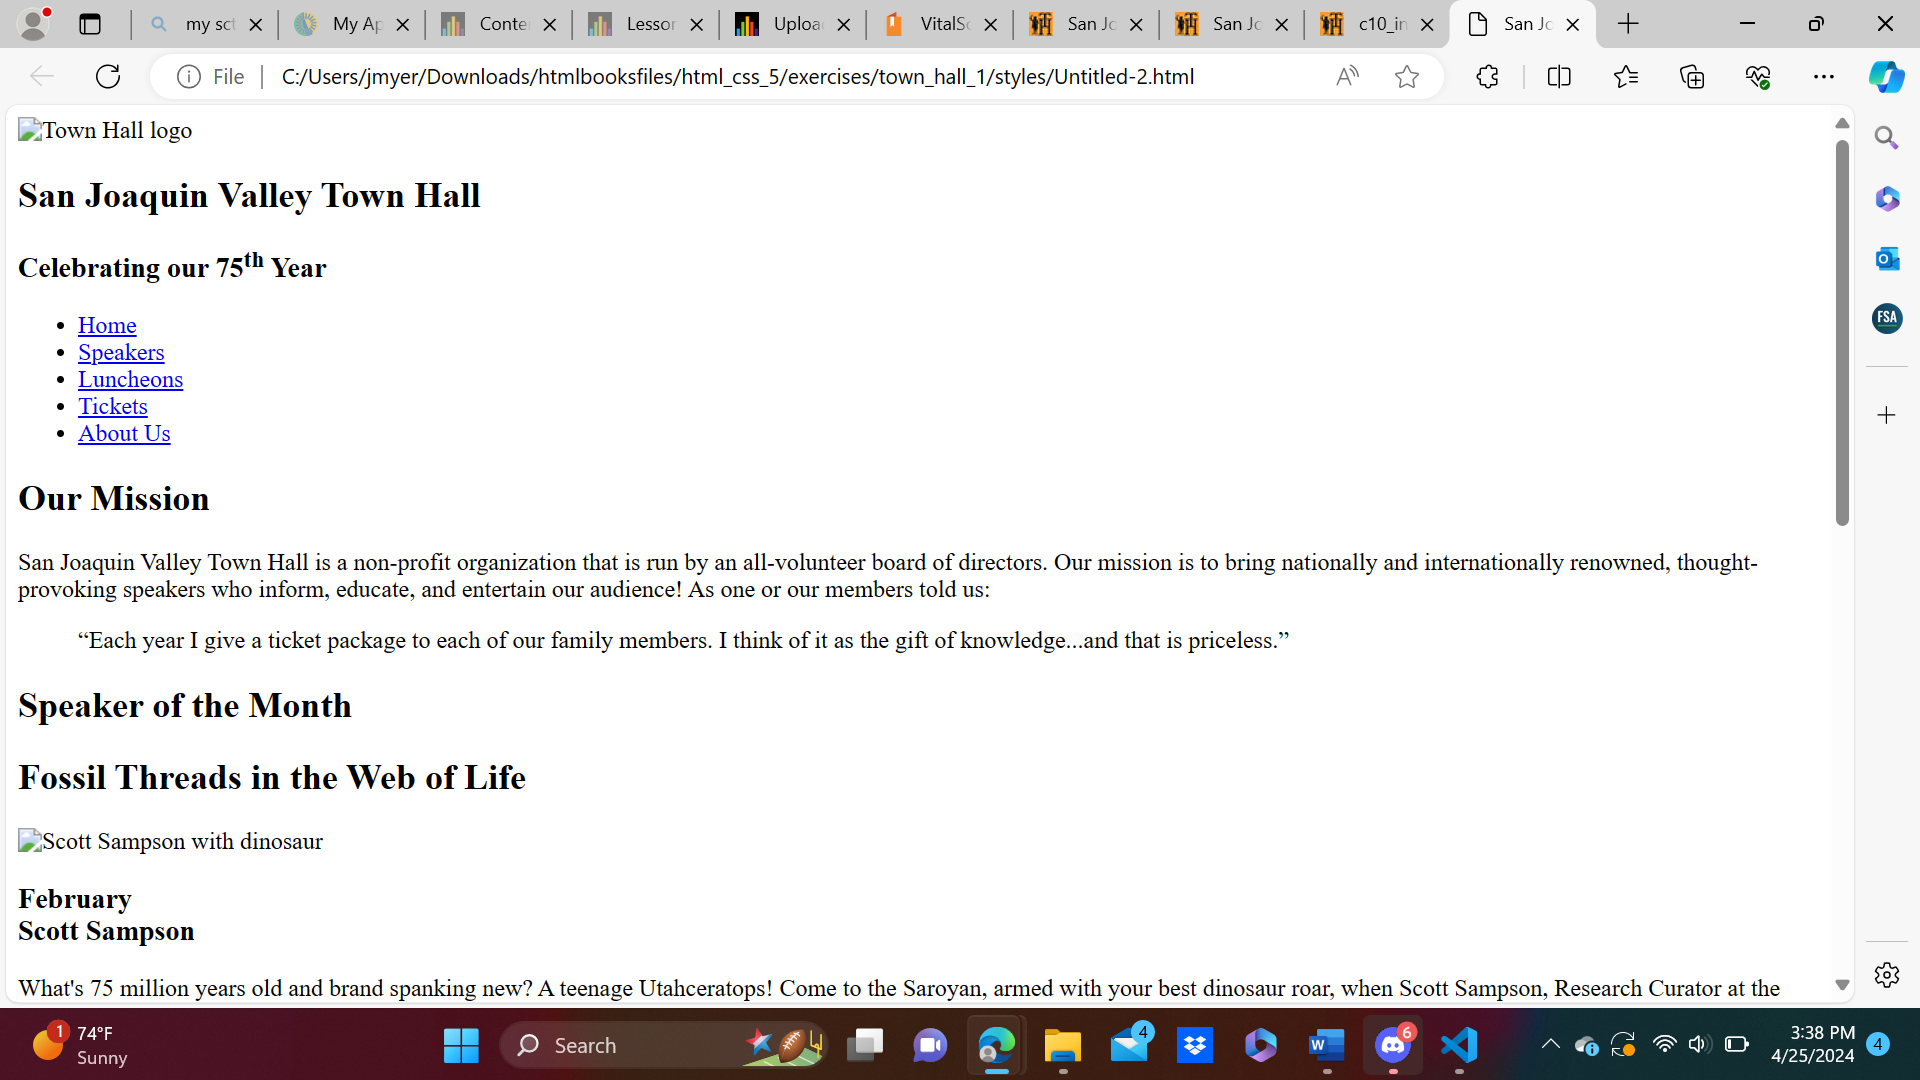 my sct
My Ap
Conte
Lessor
Uploa
VitalSo
San Jo
San Jo
c10_in
San Jo
File
C:/Users/jmyer/Downloads/htmlbooksfiles/html_css_5/exercises/town_hall_1/styles/Untitled-2.html
Town Hall logo
San Joaquin Valley Town Hall
Celebrating our 75th Year
• Home
• Speakers
• Luncheons
• Tickets
• About Us
Our Mission
San Joaquin Valley Town Hall is a non-profit organization that is run by an all-volunteer board of directors. Our mission is to bring nationally and internationally renowned, thought-
provoking speakers who inform, educate, and entertain our audience! As one or our members told us:
“Each year I give a ticket package to each of our family members. I think of it as the gift of knowledge...and that is priceless.”
Speaker of the Month
Fossil Threads in the Web of Life
Scott Sampson with dinosaur
February
Scott Sampson
What's 75 million years old and brand spanking new? A teenage Utahceratops! Come to the Saroyan, armed with your best dinosaur roar, when Scott Sampson, Research Curator at the
FSA
1
74°F
Sunny
Search
4
6
3:38 PM
4/25/2024
4